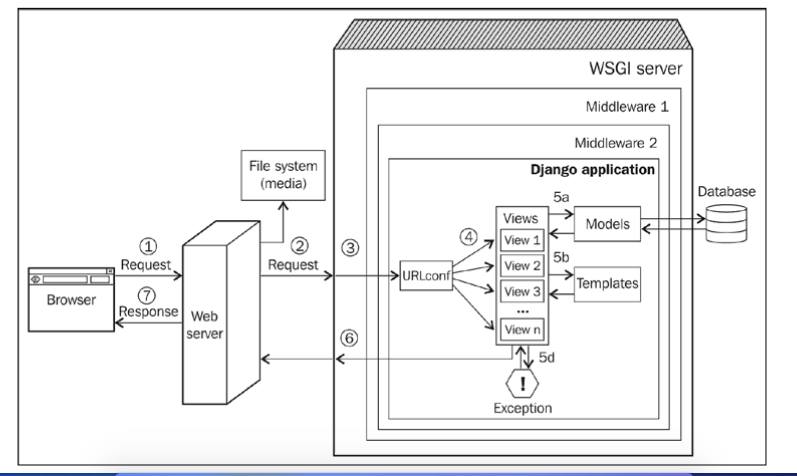 WSGI server
Middleware 1
Middleware 2
Django application
File system
(media)
Database
5a
Views
Models
① Request
② Request
③
④
View 1
5b
View 2
URLconf
Templates
Browser
View 3
⑦ Response
Web
server
...
View n
⑥
5d
!
Exception